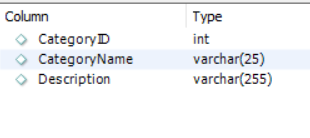 Column Type
CategoryID int
CategoryName varchar(25)
Description varchar(255)